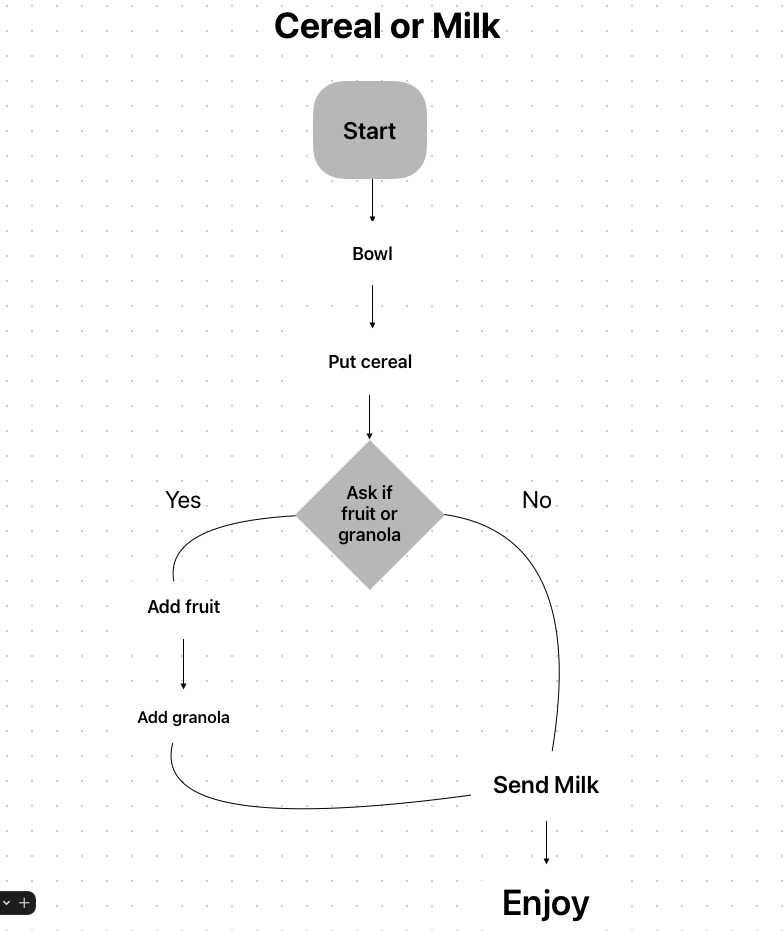 Cereal or Milk
Start
Bowl
Put cereal
Ask if
fruit or
granola
Yes
No
Add fruit
Add granola
Send Milk
Enjoy